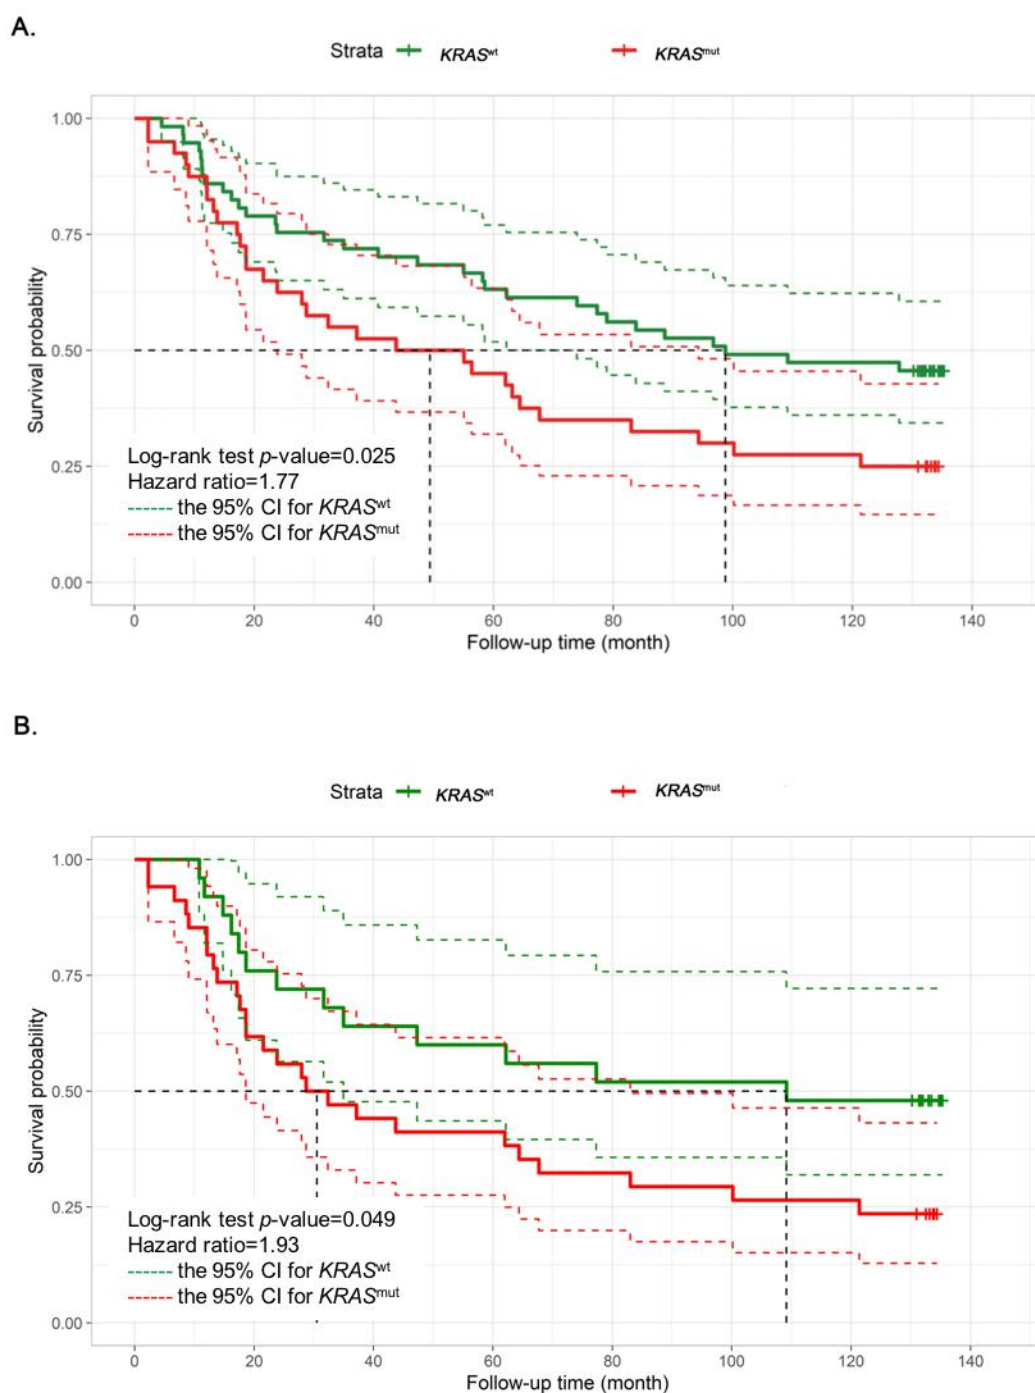 A.
Strata KRASwt KRASmut
1.00
0.75
0.50
0.25
0.00
Survival probability
Log-rank test p-value=0.025
Hazard ratio=1.77
the 95% CI for KRASwt
the 95% CI for KRASmut
0 20 40 60 80 100 120 140
Follow-up time (month)
B.
Strata KRASwt KRASmut
1.00
0.75
0.50
0.25
0.00
Survival probability
Log-rank test p-value=0.049
Hazard ratio=1.93
the 95% CI for KRASwt
the 95% CI for KRASmut
0 20 40 60 80 100 120 140
Follow-up time (month)